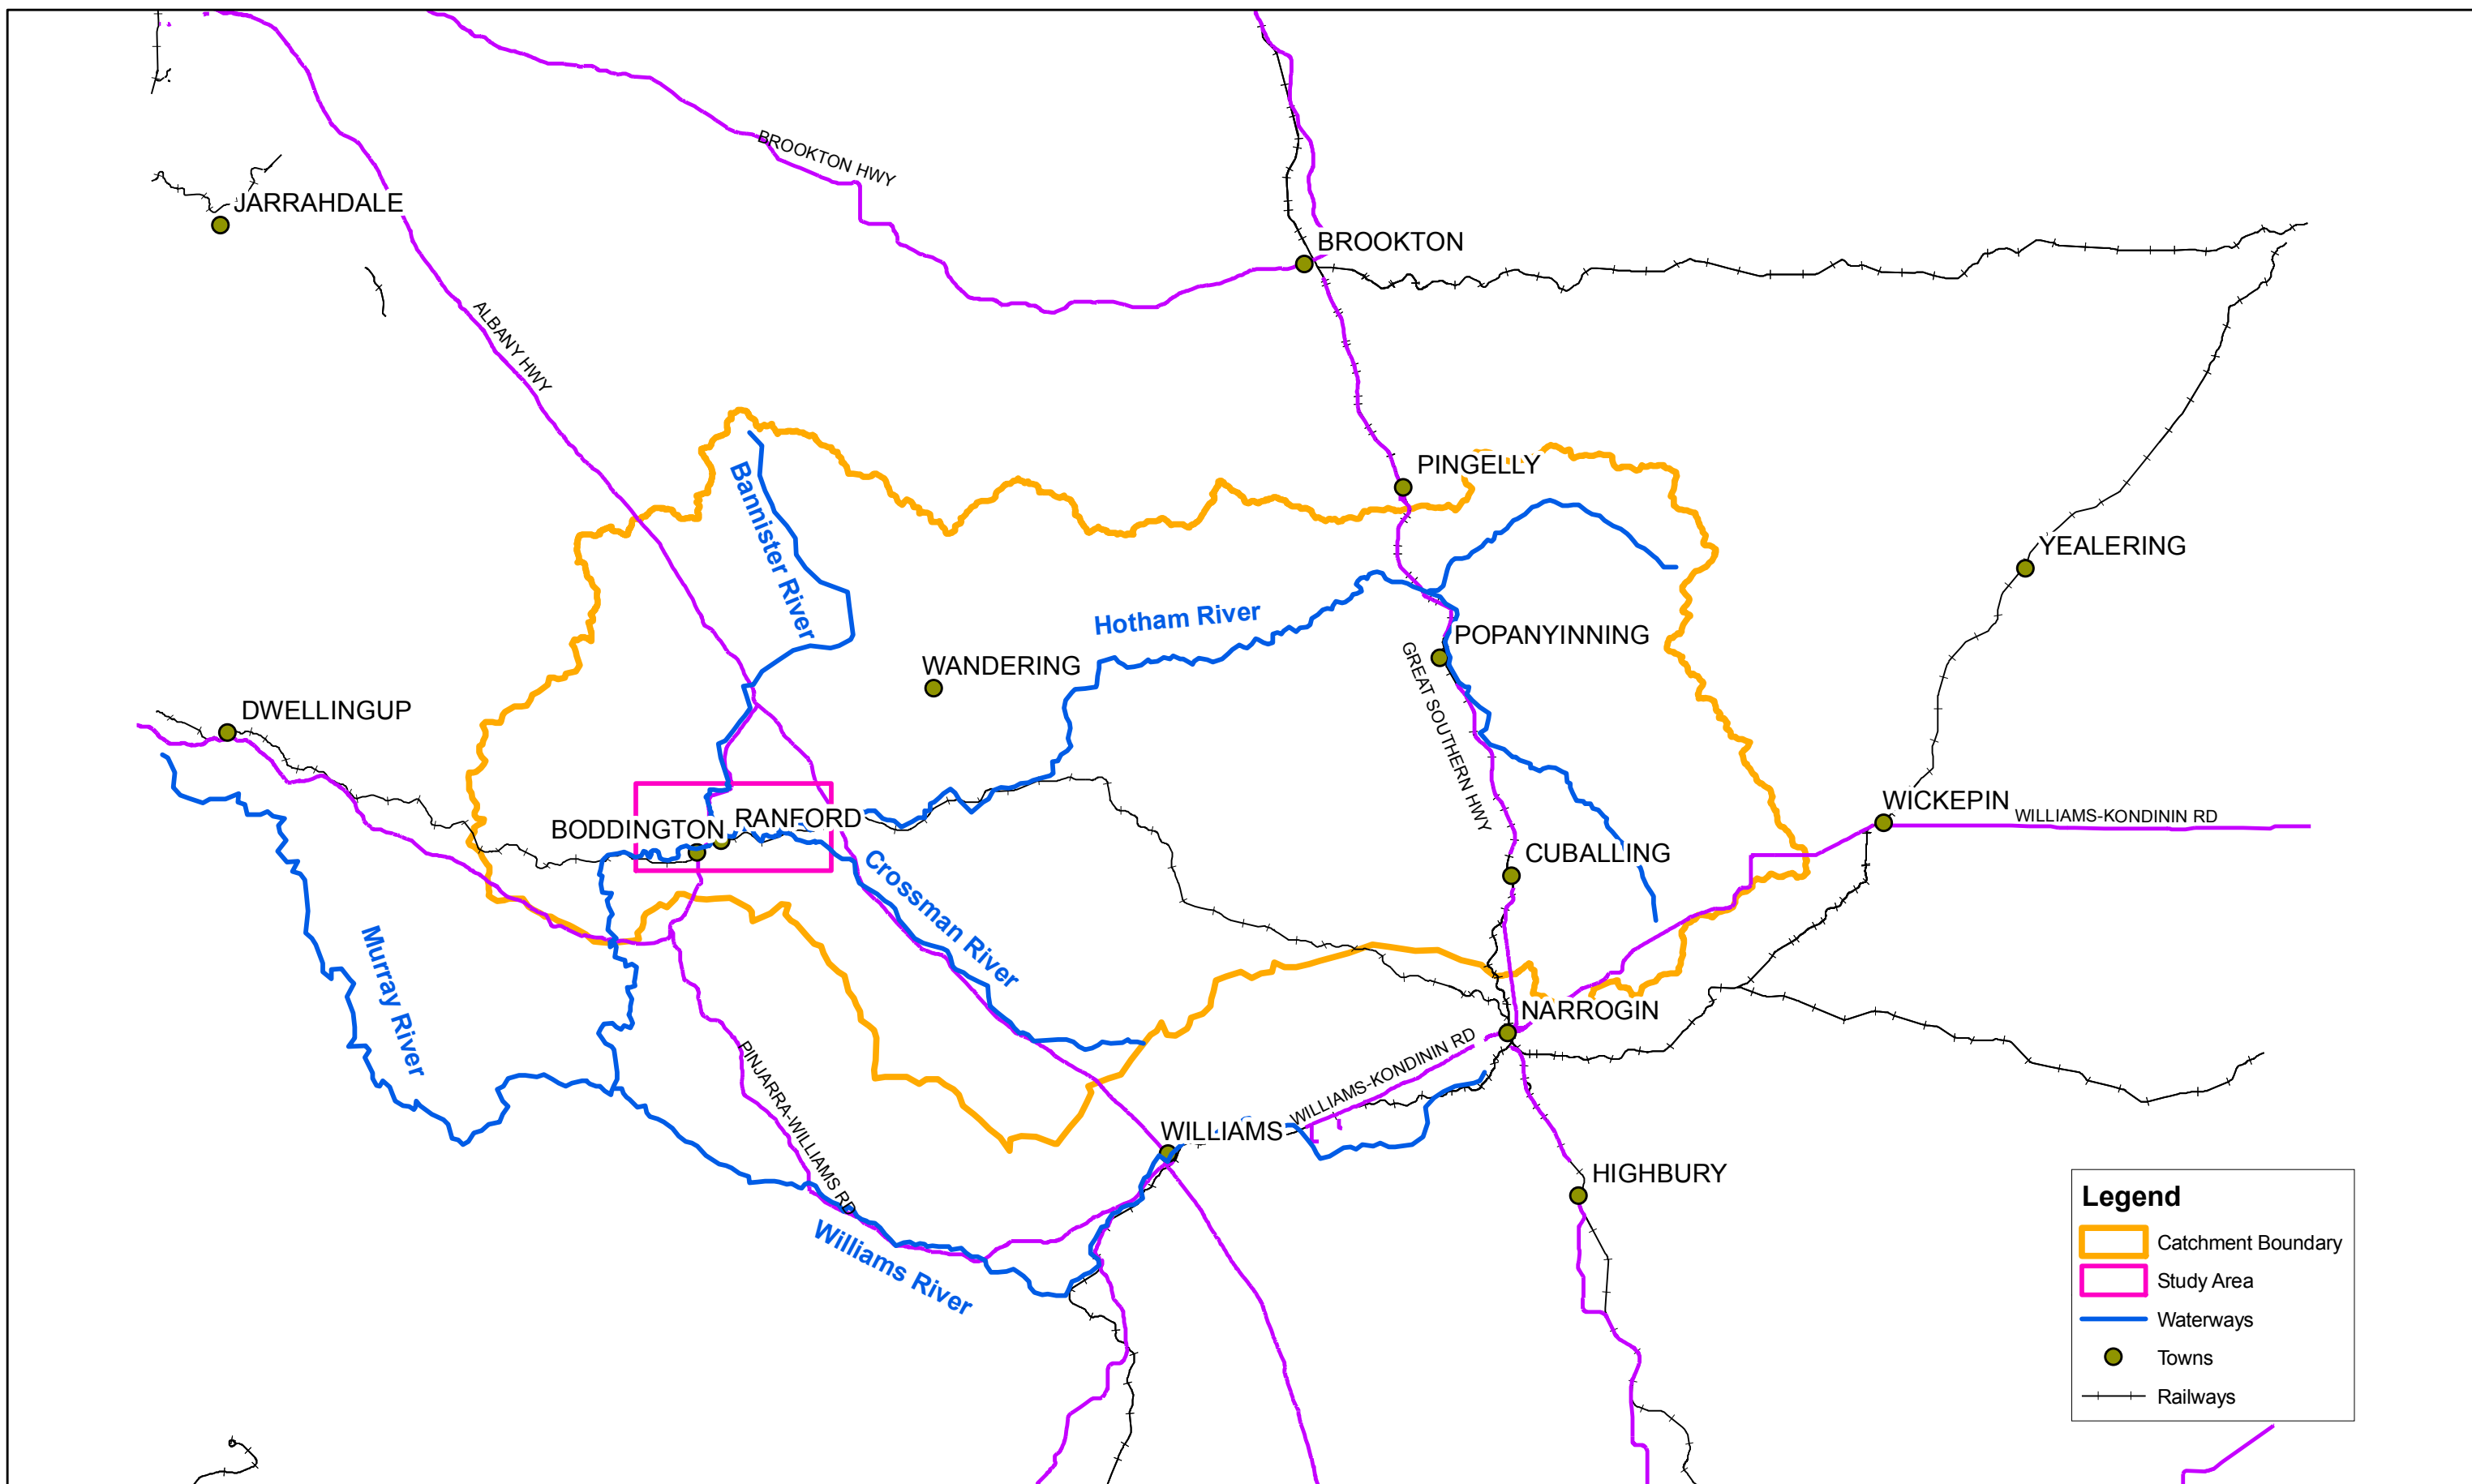 BROOKTON HWY
JARRAHDALE
BROOKTON
ALBANY HWY
PINGELLY
Bannister River
YEALERING
Hotham River
POPANYINNING
WANDERING
GREAT SOUTHERN HWY
DWELLINGUP
WICKEPIN
WILLIAMS-KONDININ RD
RANFORD
BODDINGTON
CUBALLING
Crossman River
Murray River
NARROGIN
WILLIAMS-KONDININ RD
PINJARRA-WILLIAMS RD
WILLIAMS
HIGHBURY
Williams River
Legend
Catchment Boundary
Study Area
Waterways
Towns
Railways